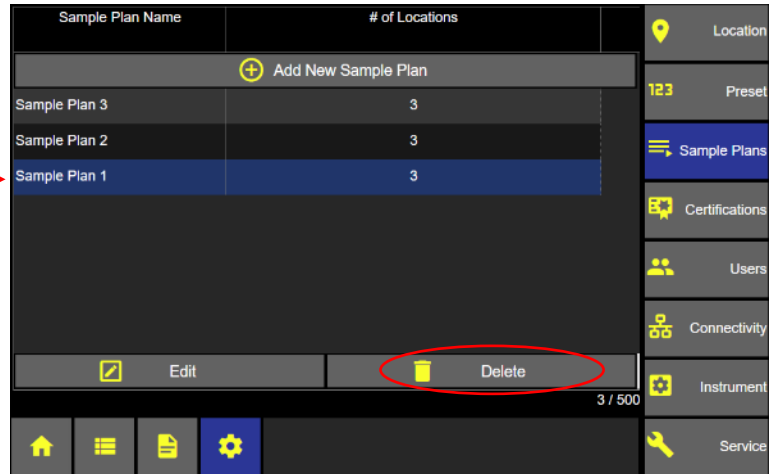 Sample Plan Name # of Locations
Add New Sample Plan
Sample Plan 3 3
Sample Plan 2 3
Sample Plan 1 3
Edit Delete
3 / 500
Location
123 Preset
Sample Plans
Certifications
Users
Connectivity
Instrument
Service